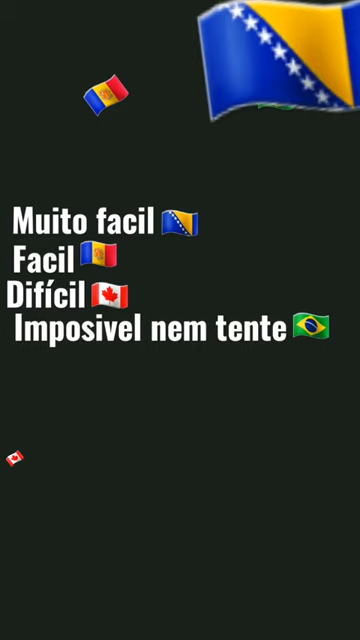 Muito facil 🇧🇦
Facil 🇦🇩
Difícil 🇨🇦
Imposivel nem tente 🇧🇷